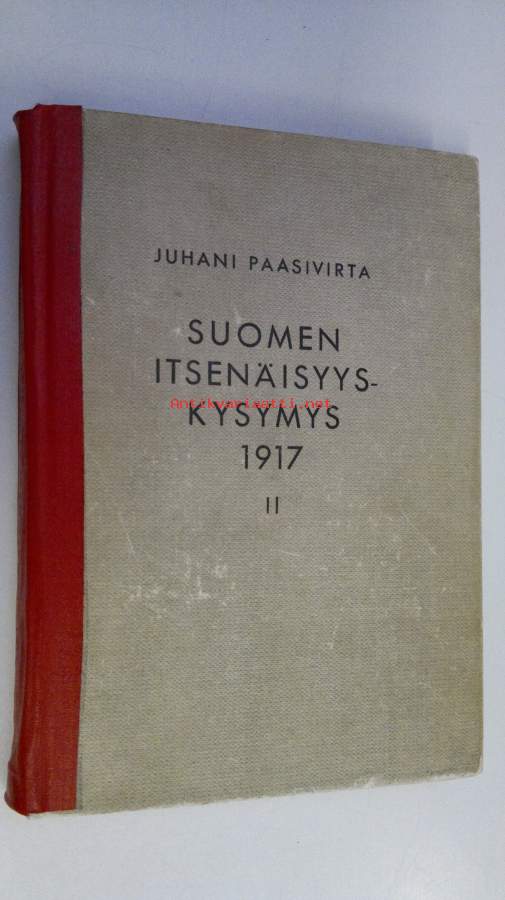 JUHANI PAASIVIRTA
SUOMEN
ITSENÄISYYS-
Antikvariaatti.net
KYSYMYS
1917
II